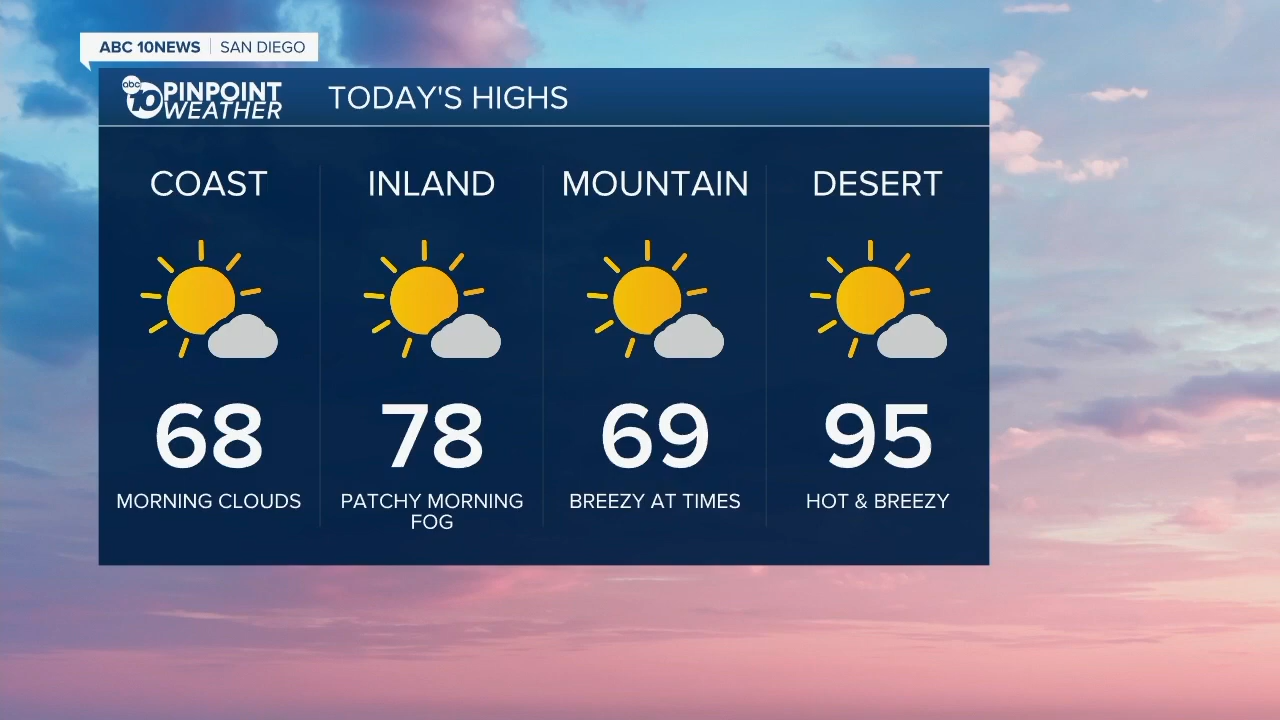 ABC 10NEWS | SAN DIEGO
abc 10 PINPOINT WEATHER
TODAY'S HIGHS
COAST
INLAND
MOUNTAIN
DESERT
68
78
69
95
MORNING CLOUDS
PATCHY MORNING
FOG
BREEZY AT TIMES
HOT & BREEZY